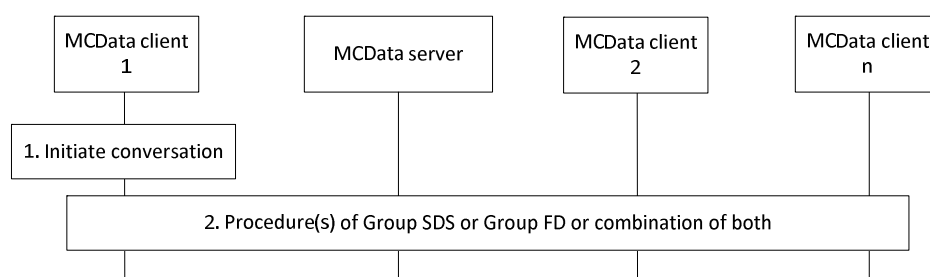 MCData client
1
MCData server
MCData client
2
MCData client
n
1. Initiate conversation
2. Procedure(s) of Group SDS or Group FD or combination of both